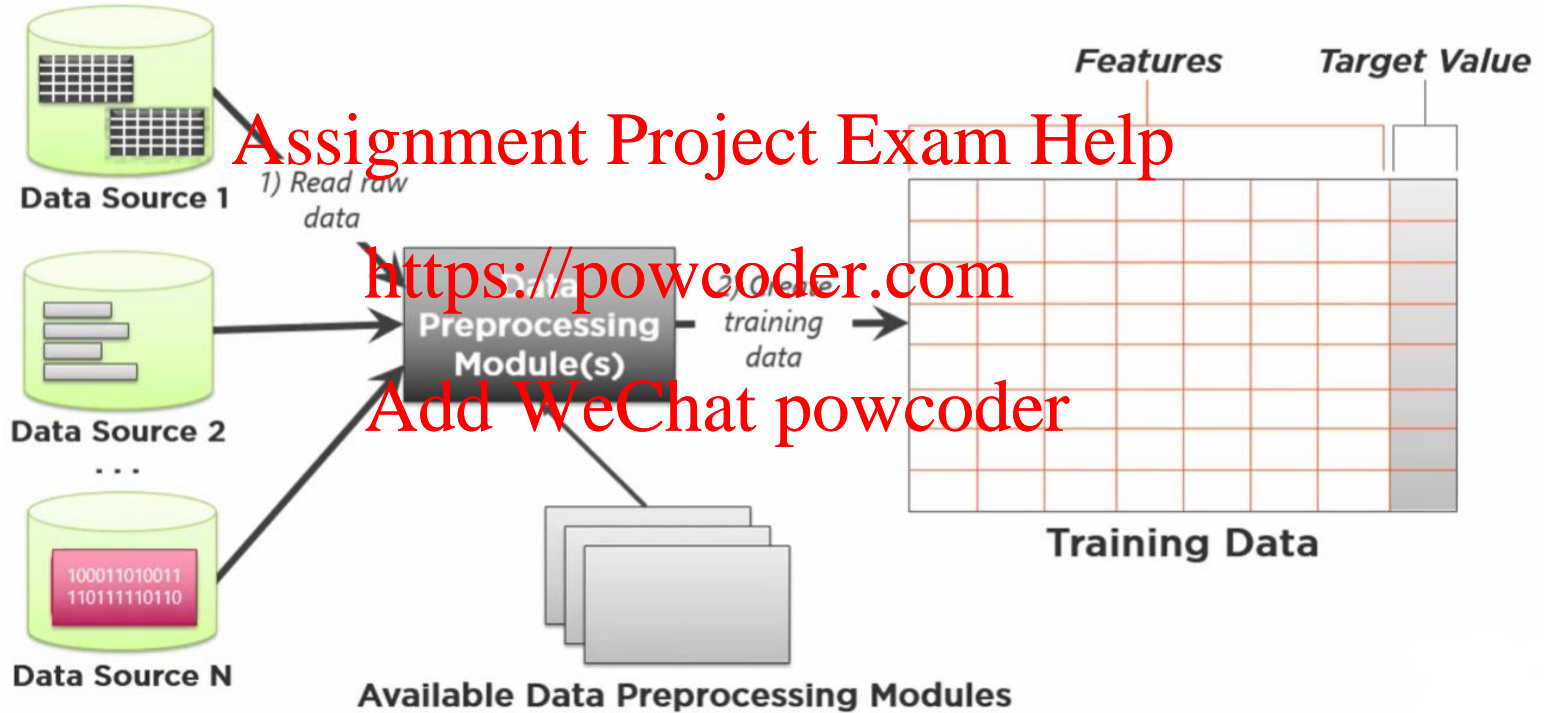 Features
Target Value
Assignment Project Exam Help
Data Source 1
1) Read raw
data
https://powcoder.com
Data
Preprocessing
Module(s)
2) Create
training
data
Add WeChat powcoder
Data Source 2
. . .
100011010011
110111110110
Data Source N
Training Data
Available Data Preprocessing Modules